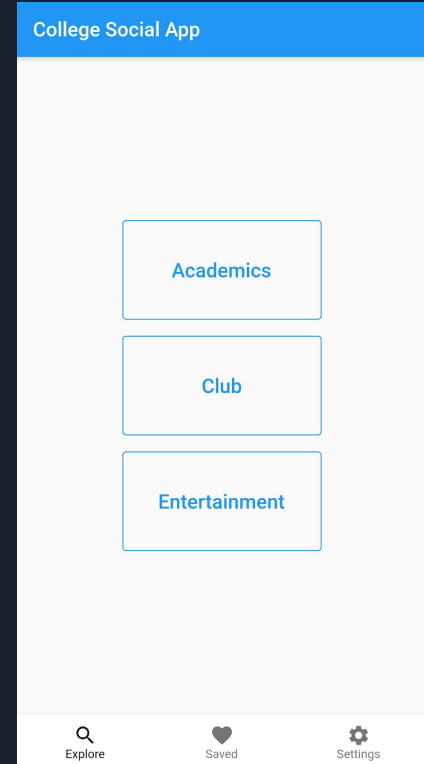 College Social App
Academics
Club
Entertainment
Explore
Saved
Settings